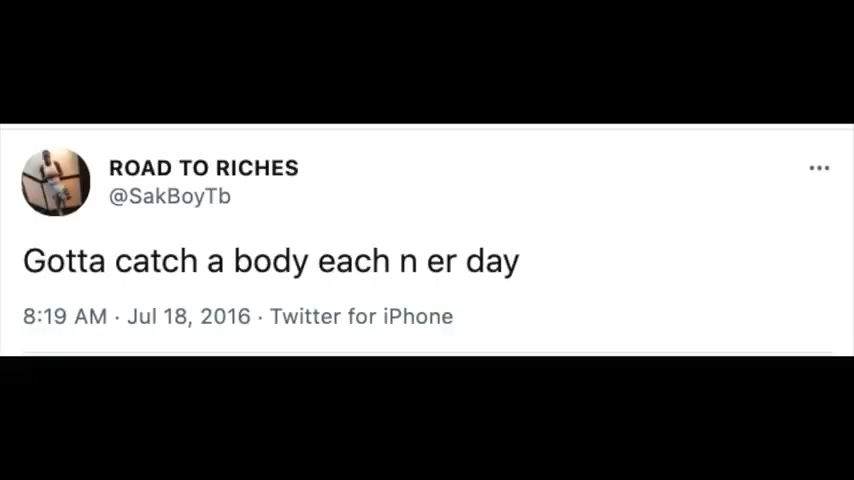 ROAD TO RICHES
@SakBoyTb
Gotta catch a body each n er day
8:19 AM · Jul 18, 2016 · Twitter for iPhone